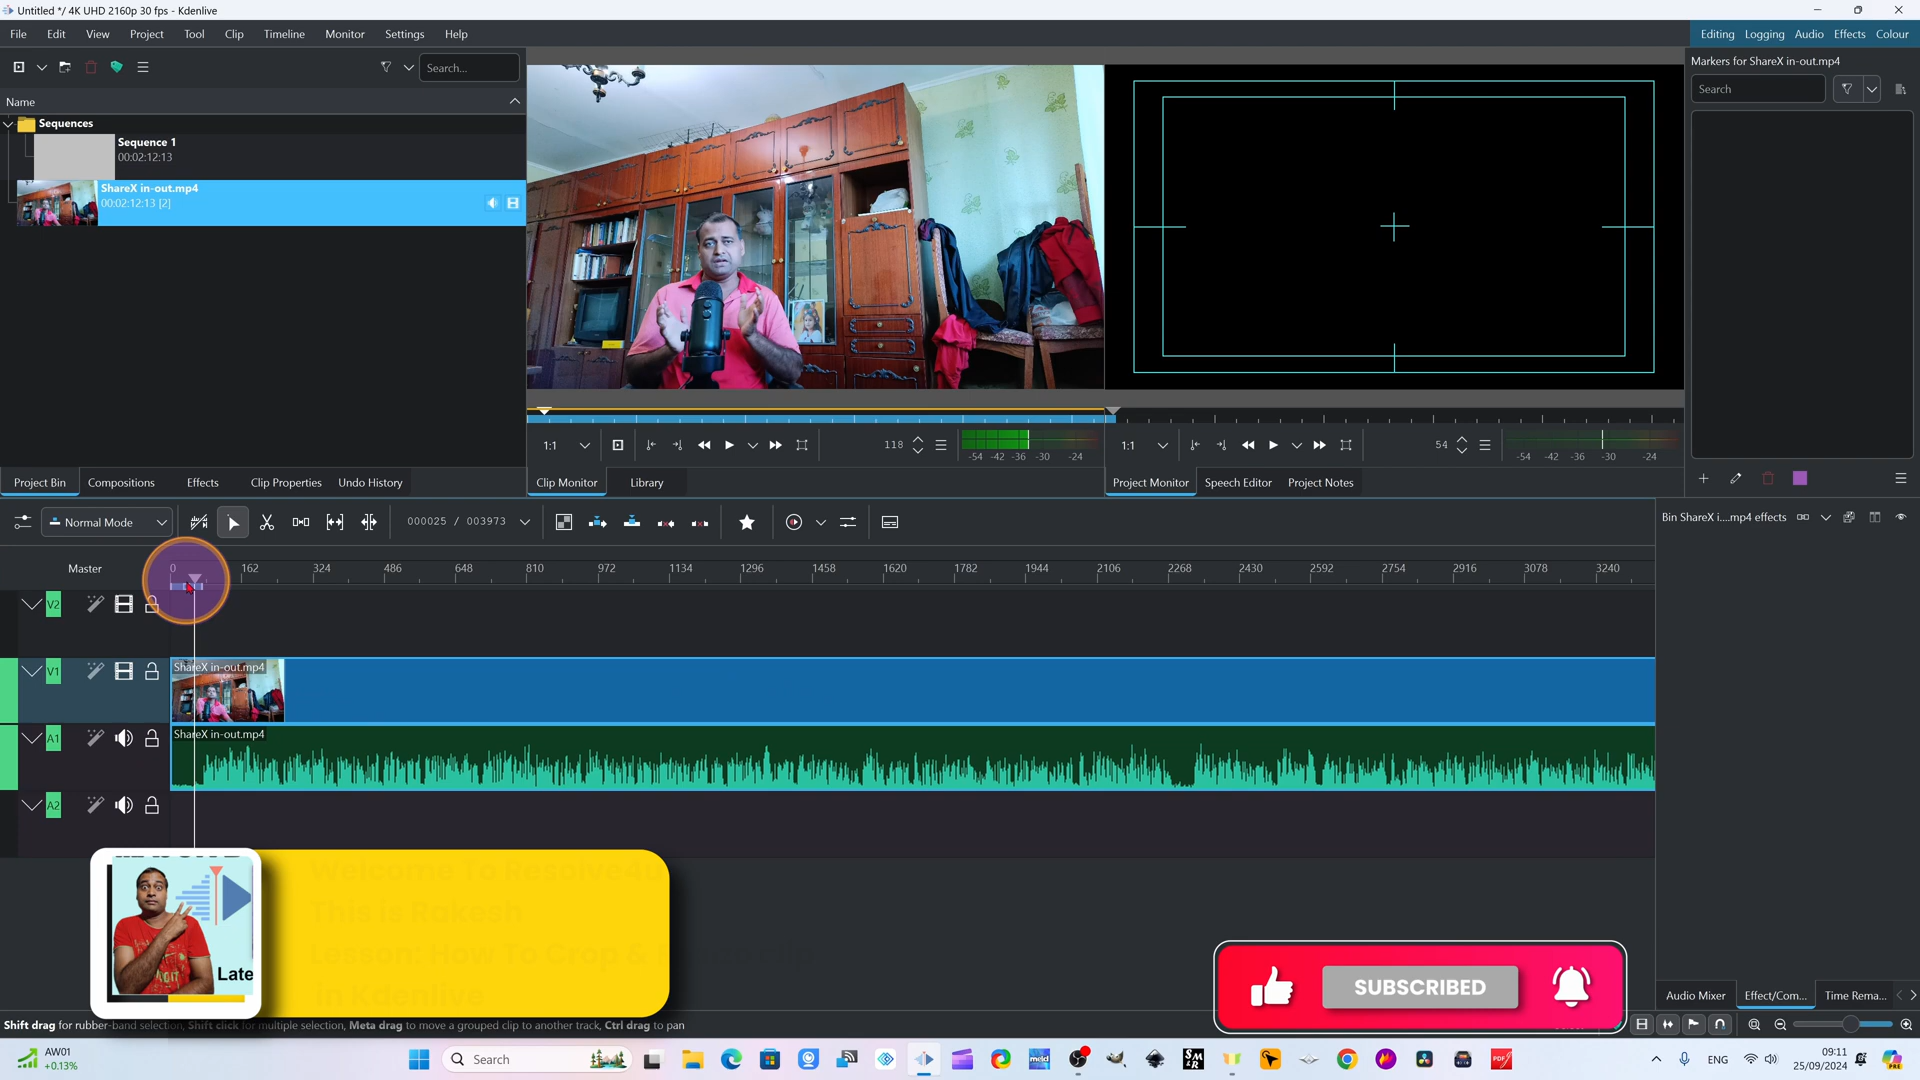 Untitled */ 4K UHD 2160p 30 fps - Kdenlive
File Edit View Project Tool Clip Timeline Monitor Settings Help
Editing Logging Audio Effects Colour
Search...
Name
Sequences
Sequence 1
00:02:12:13
ShareX in-out.mp4
00:02:12:13 [2]
Markers for ShareX in-out.mp4
Search
1:1
118
-54 -42 -36 -30 -24
1:1
54
-54 -42 -36 -30 -24
Project Bin Compositions Effects Clip Properties Undo History
Clip Monitor Library
Project Monitor Speech Editor Project Notes
Normal Mode
000025 / 003973
Bin ShareX i....mp4 effects
Master
0 162 324 486 648 810 972 1134 1296 1458 1620 1782 1944 2106 2268 2430 2592 2754 2916 3078 3240
V2
V1
ShareX in-out.mp4
A1
ShareX in-out.mp4
A2
Late
Welcome To
This is Rakesh
Lesson: How To Crop &
In Kdenlive
SUBSCRIBED
Audio Mixer Effect/Com... Time Rema...
Shift drag for rubber-band selection, Shift click for multiple selection, Meta drag to move a grouped clip to another track, Ctrl drag to pan
AW01
+0.13%
Search
SM
&R
meld
PDF
ENG
09:11
25/09/2024
PRE